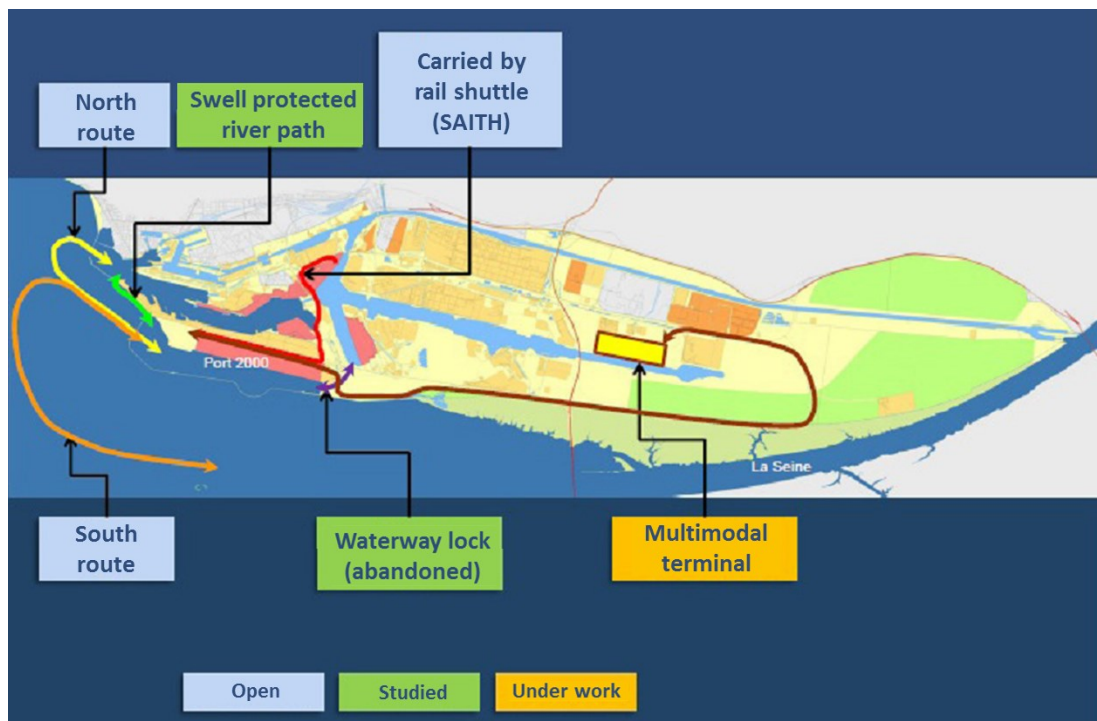 Carried by
rail shuttle
(SAITH)
North
route
Swell protected
river path
Port 2000
La Seine
South
route
Waterway lock
(abandoned)
Multimodal
terminal
Open
Studied
Under work